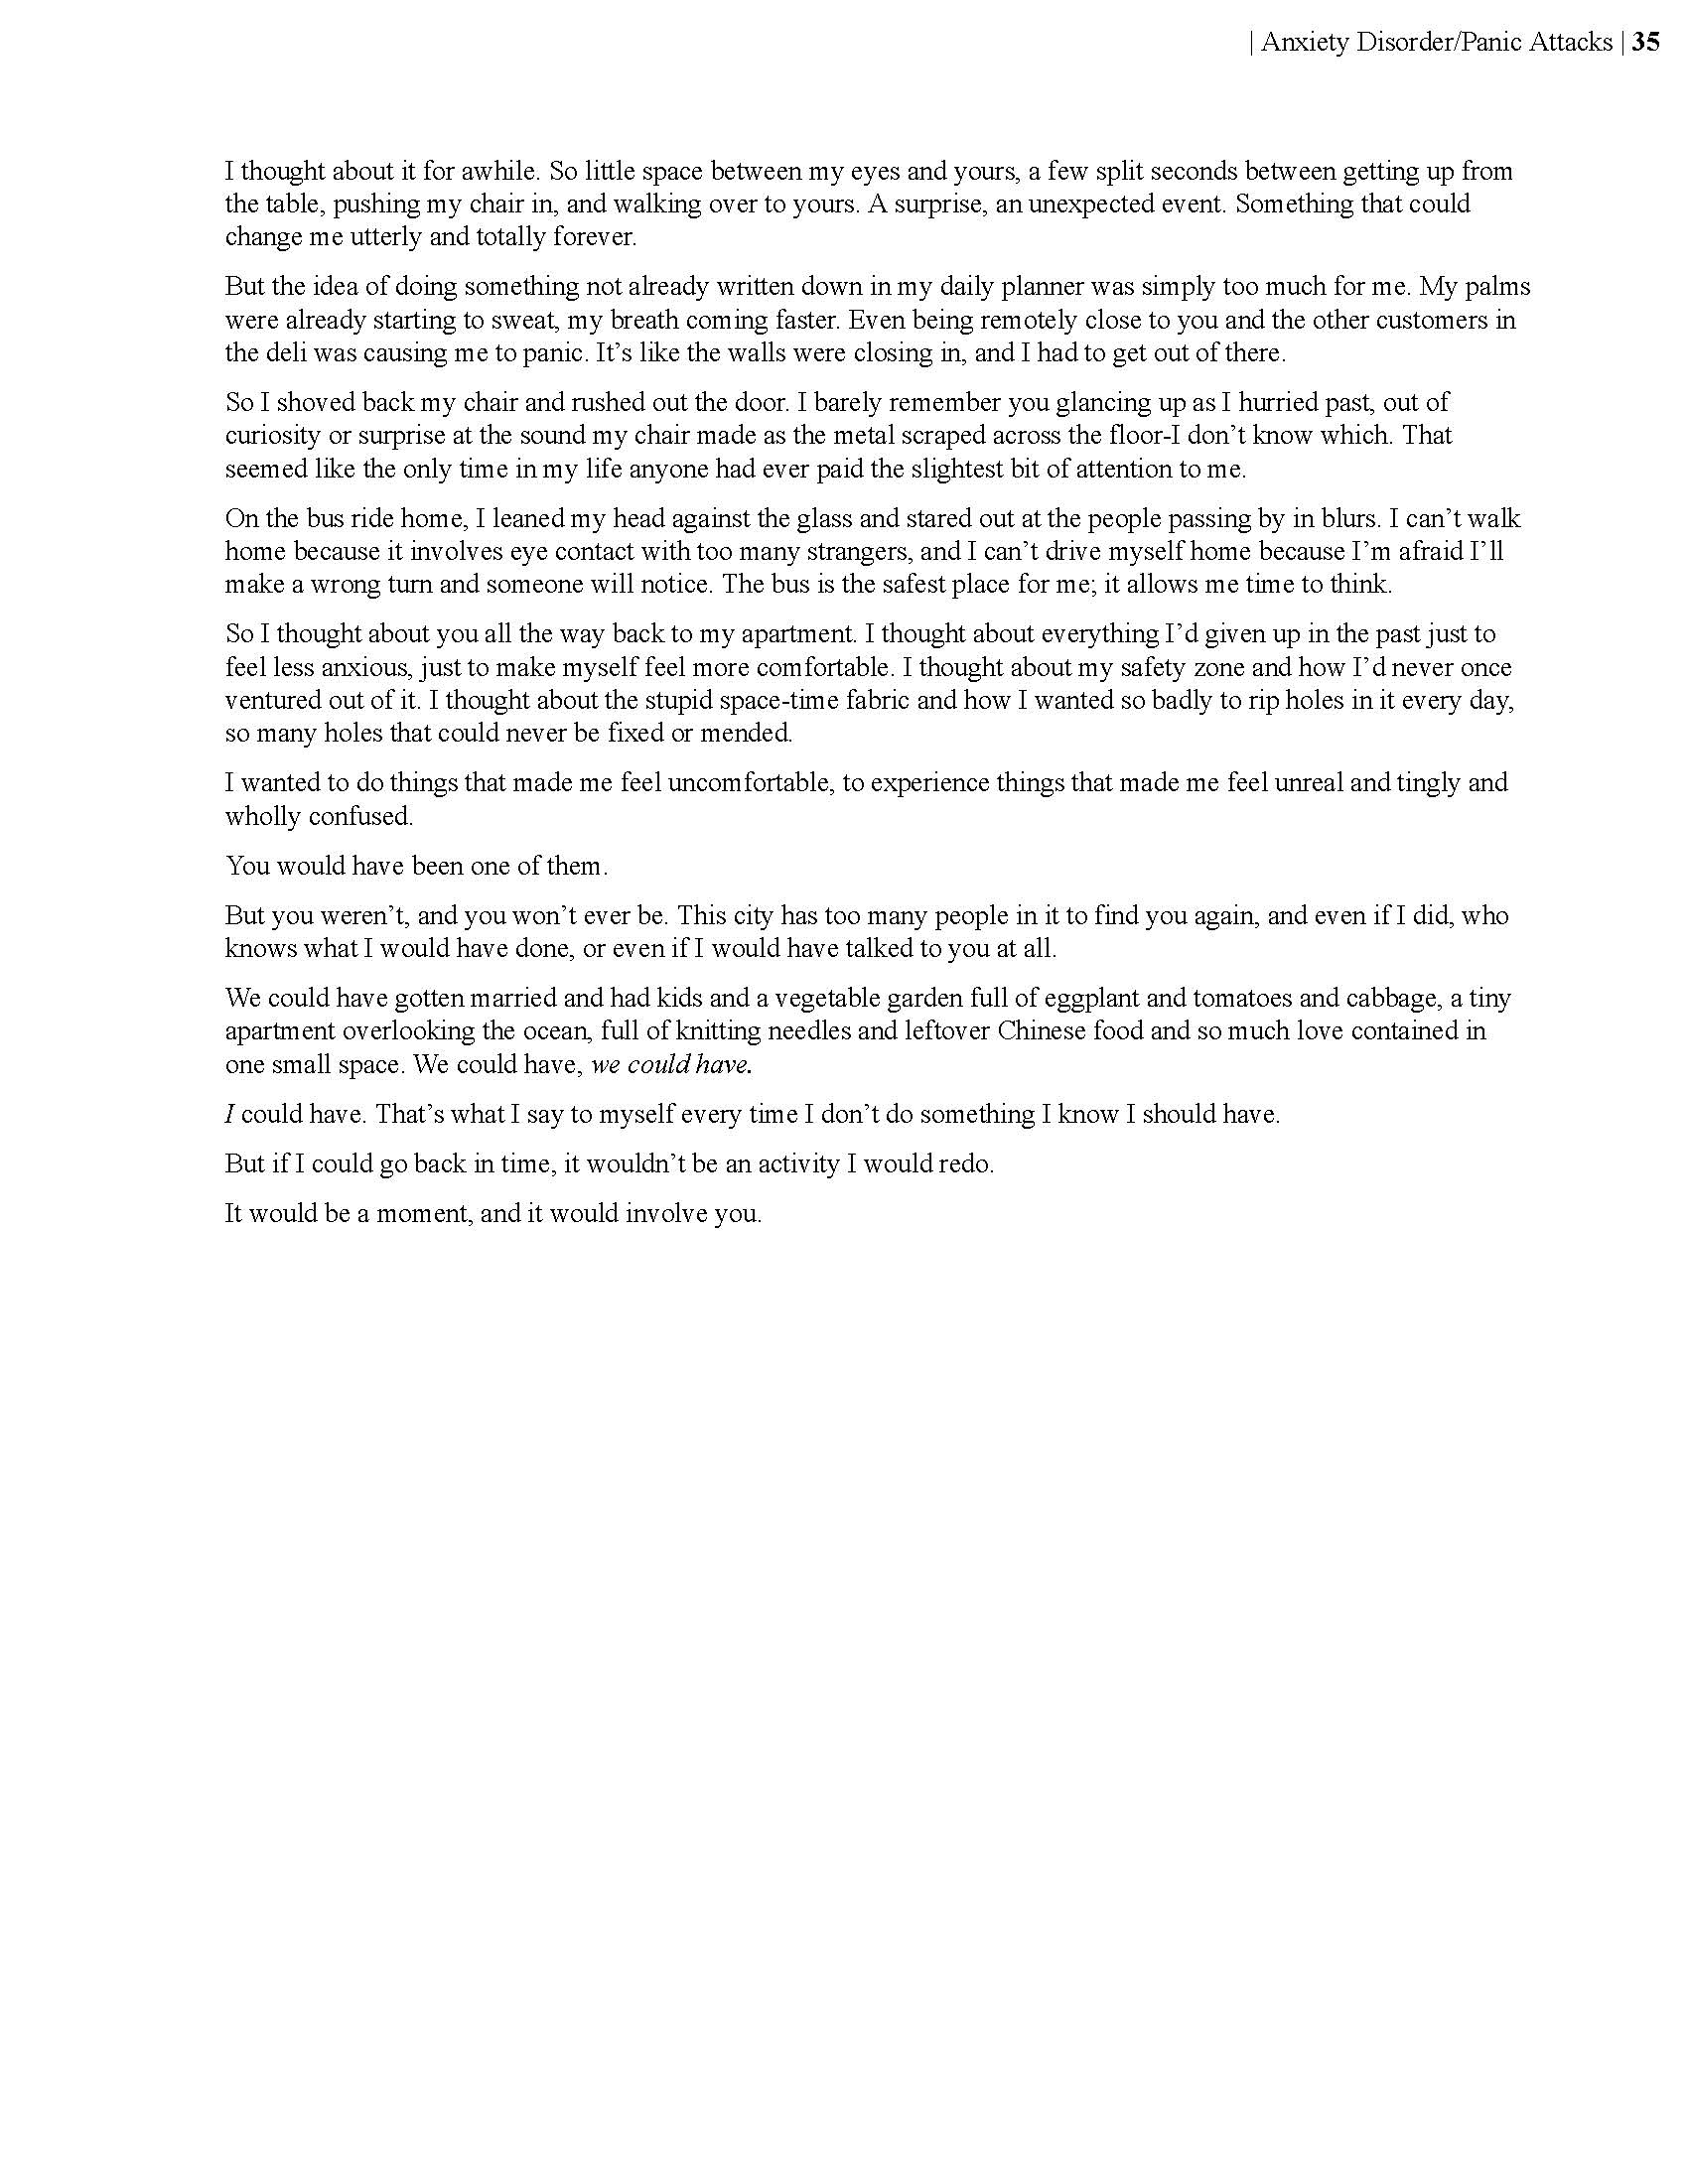 | Anxiety Disorder/Panic Attacks | 35
I thought about it for awhile. So little space between my eyes and yours, a few split seconds between getting up from
the table, pushing my chair in, and walking over to yours. A surprise, an unexpected event. Something that could
change me utterly and totally forever.
But the idea of doing something not already written down in my daily planner was simply too much for me. My palms
were already starting to sweat, my breath coming faster. Even being remotely close to you and the other customers in
the deli was causing me to panic. It’s like the walls were closing in, and I had to get out of there.
So I shoved back my chair and rushed out the door. I barely remember you glancing up as I hurried past, out of
curiosity or surprise at the sound my chair made as the metal scraped across the floor-I don’t know which. That
seemed like the only time in my life anyone had ever paid the slightest bit of attention to me.
On the bus ride home, I leaned my head against the glass and stared out at the people passing by in blurs. I can’t walk
home because it involves eye contact with too many strangers, and I can’t drive myself home because I’m afraid I’ll
make a wrong turn and someone will notice. The bus is the safest place for me; it allows me time to think.
So I thought about you all the way back to my apartment. I thought about everything I’d given up in the past just to
feel less anxious, just to make myself feel more comfortable. I thought about my safety zone and how I’d never once
ventured out of it. I thought about the stupid space-time fabric and how I wanted so badly to rip holes in it every day,
so many holes that could never be fixed or mended.
I wanted to do things that made me feel uncomfortable, to experience things that made me feel unreal and tingly and
wholly confused.
You would have been one of them.
But you weren’t, and you won’t ever be. This city has too many people in it to find you again, and even if I did, who
knows what I would have done, or even if I would have talked to you at all.
We could have gotten married and had kids and a vegetable garden full of eggplant and tomatoes and cabbage, a tiny
apartment overlooking the ocean, full of knitting needles and leftover Chinese food and so much love contained in
one small space. We could have, we could have.
I could have. That’s what I say to myself every time I don’t do something I know I should have.
But if I could go back in time, it wouldn’t be an activity I would redo.
It would be a moment, and it would involve you.